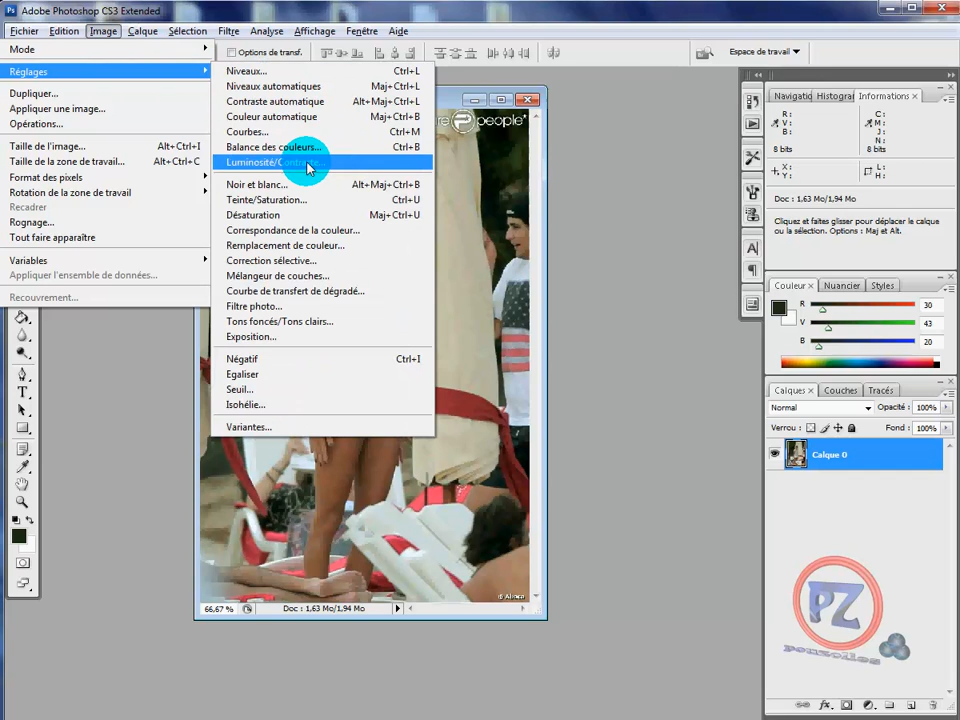 Adobe Photoshop CS3 Extended
Fichier Edition Image Calque Sélection Filtre Analyse Affichage Fenêtre Aide
Mode
Réglages
Dupliquer...
Appliquer une image...
Opérations...
Taille de l'image... Alt+Ctrl+I
Taille de la zone de travail... Alt+Ctrl+C
Format des pixels
Rotation de la zone de travail
Recadrer
Rognage...
Tout faire apparaître
Variables
Appliquer l'ensemble de données...
Recouvrement...
Options de transf.
Espace de travail
Niveaux... Ctrl+L
Niveaux automatiques Maj+Ctrl+L
Contraste automatique Alt+Maj+Ctrl+L
Couleur automatique Maj+Ctrl+B
Courbes... Ctrl+M
Balance des couleurs... Ctrl+B
Luminosité/Contraste...
Noir et blanc... Alt+Maj+Ctrl+B
Teinte/Saturation...
Désaturation Maj+Ctrl+U
Correspondance de la couleur...
Remplacement de couleur...
Correction sélective...
Mélangeur de couches...
Courbe de transfert de dégradé...
Filtre photo...
Tons foncés/Tons clairs...
Exposition...
Négatif Ctrl+I
Egaliser
Seuil...
Isohélie...
Variantes...
people*
© Abaca
66,67 % Doc : 1,63 Mo/1,94 Mo
Navigatio Histogra Informations
R :
V :
B :
8 bits
C :
M :
J :
N :
8 bits
X :
Y :
L :
H :
Doc : 1,63 Mo/1,94 Mo
Cliquez et faites glisser pour déplacer le calque
ou la sélection. Options : Maj et Alt.
Couleur Nuancier Styles
R 30
V 43
B 20
Calques Couches Tracés
Normal Opacité : 100%
Verrou : Fond : 100%
Calque 0
PZ